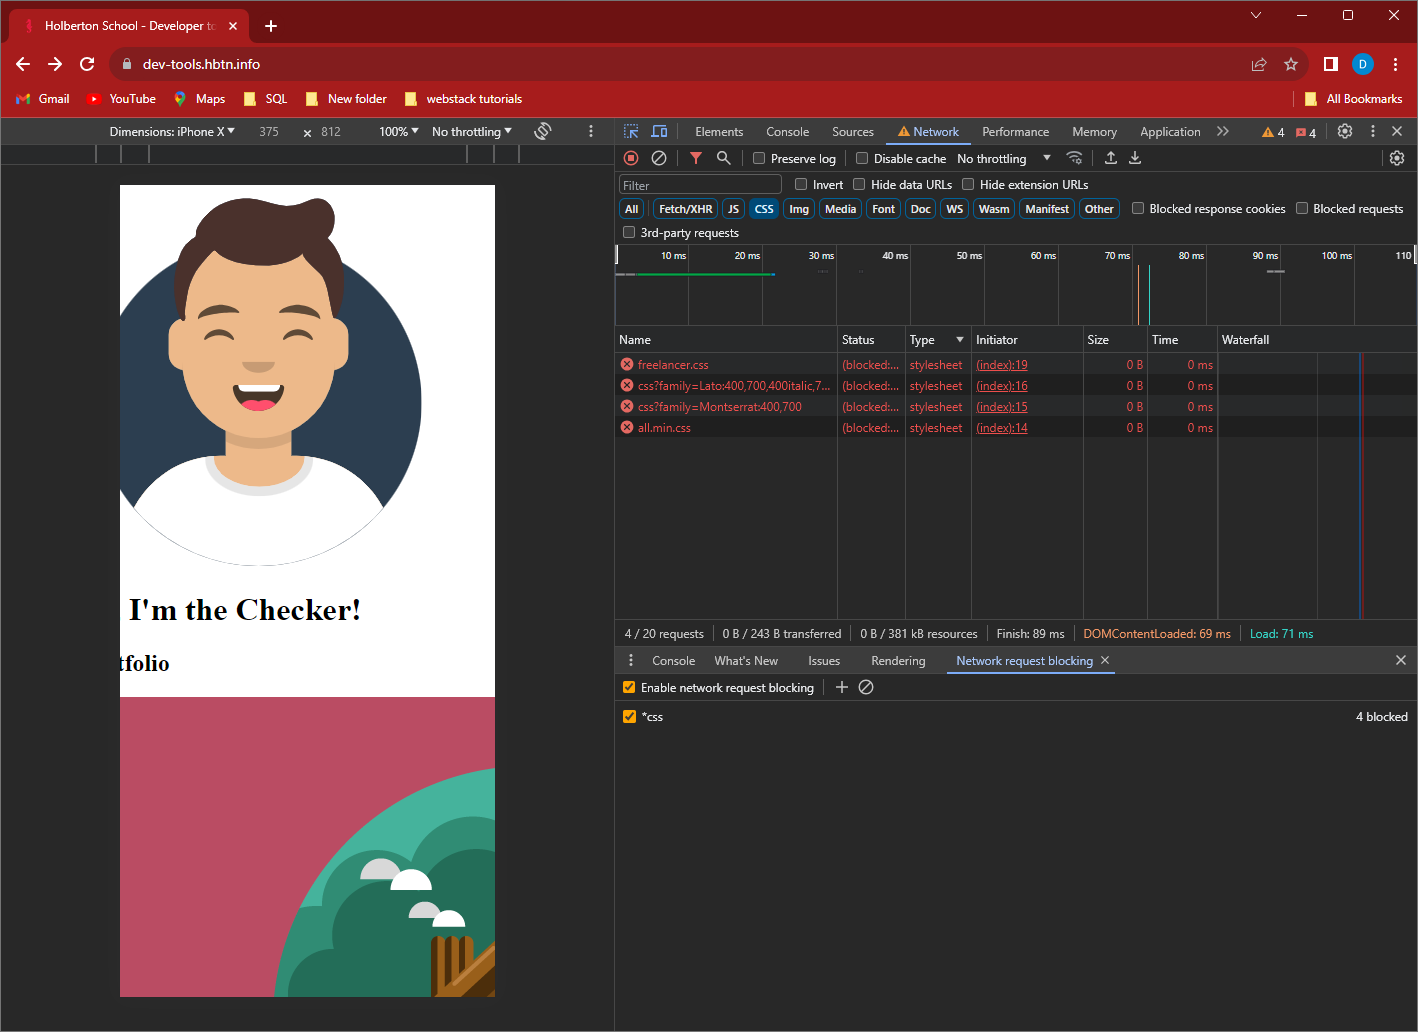 Holberton School - Developer to
dev-tools.hbtn.info
D
Gmail YouTube Maps SQL New folder webstack tutorials All Bookmarks
Dimensions: iPhone X 375 × 812 100% No throttling
Elements Console Sources Network Performance Memory Application 4 4
Preserve log Disable cache No throttling
Filter Invert Hide data URLs Hide extension URLs
All Fetch/XHR JS CSS Img Media Font Doc WS Wasm Manifest Other Blocked response cookies Blocked requests
3rd-party requests
10 ms 20 ms 30 ms 40 ms 50 ms 60 ms 70 ms 80 ms 90 ms 100 ms 110
Name Status Type Initiator Size Time Waterfall
freelancer.css (blocked:... stylesheet (index):19 0 B 0 ms
css?family=Lato:400,700,400italic,7... (blocked:... stylesheet (index):16 0 B 0 ms
css?family=Montserrat:400,700 (blocked:... stylesheet (index):15 0 B 0 ms
all.min.css (blocked:... stylesheet (index):14 0 B 0 ms
I'm the Checker!
tfolio
4 / 20 requests 0 B / 243 B transferred 0 B / 381 kB resources Finish: 89 ms DOMContentLoaded: 69 ms Load: 71 ms
Console What's New Issues Rendering Network request blocking
Enable network request blocking
*css 4 blocked